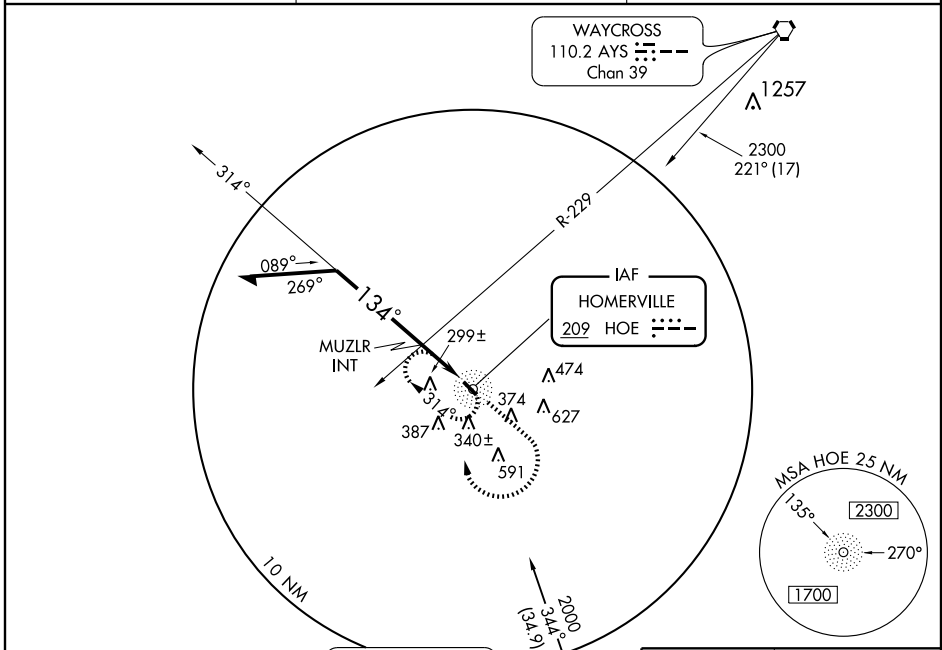 WAYCROSS
110.2 AYS
Chan 39
1257
2300
221° (17)
314°
R-229
089°
269°
134°
IAF
HOMERVILLE
209 HOE
MUZLR
INT
299±
474
314°
374
627
387
340±
591
MSA HOE 25 NM
135°
2300
270°
1700
10 NM
2000
344°
(34.9)